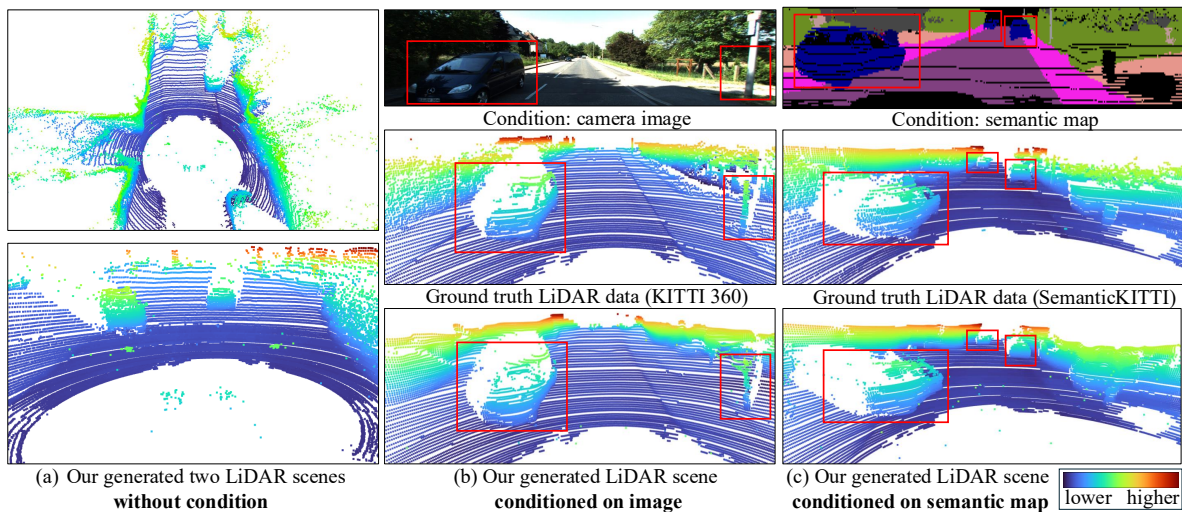 Condition: camera image
Condition: semantic map
Ground truth LiDAR data (KITTI 360)
Ground truth LiDAR data (SemanticKITTI)
(a) Our generated two LiDAR scenes
without condition
(b) Our generated LiDAR scene
conditioned on image
(c) Our generated LiDAR scene
conditioned on semantic map
lower higher